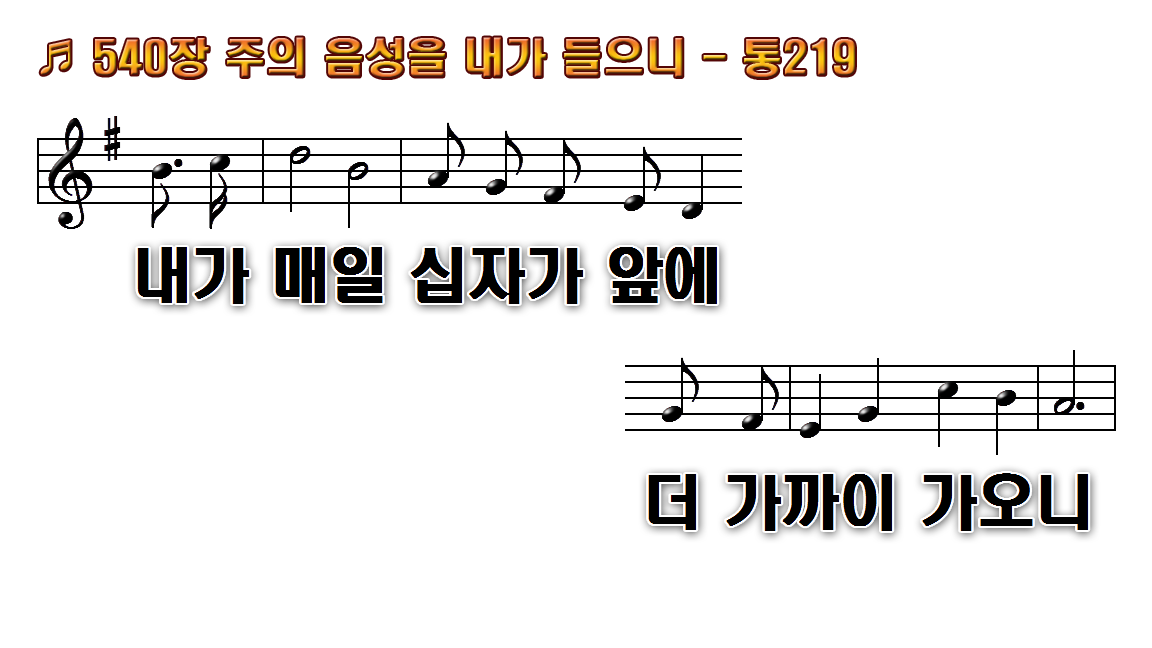 ♬ 540장 주의 음성을 내가 들으니 - 통219
내가 매일 십자가 앞에
더 가까이 가오니